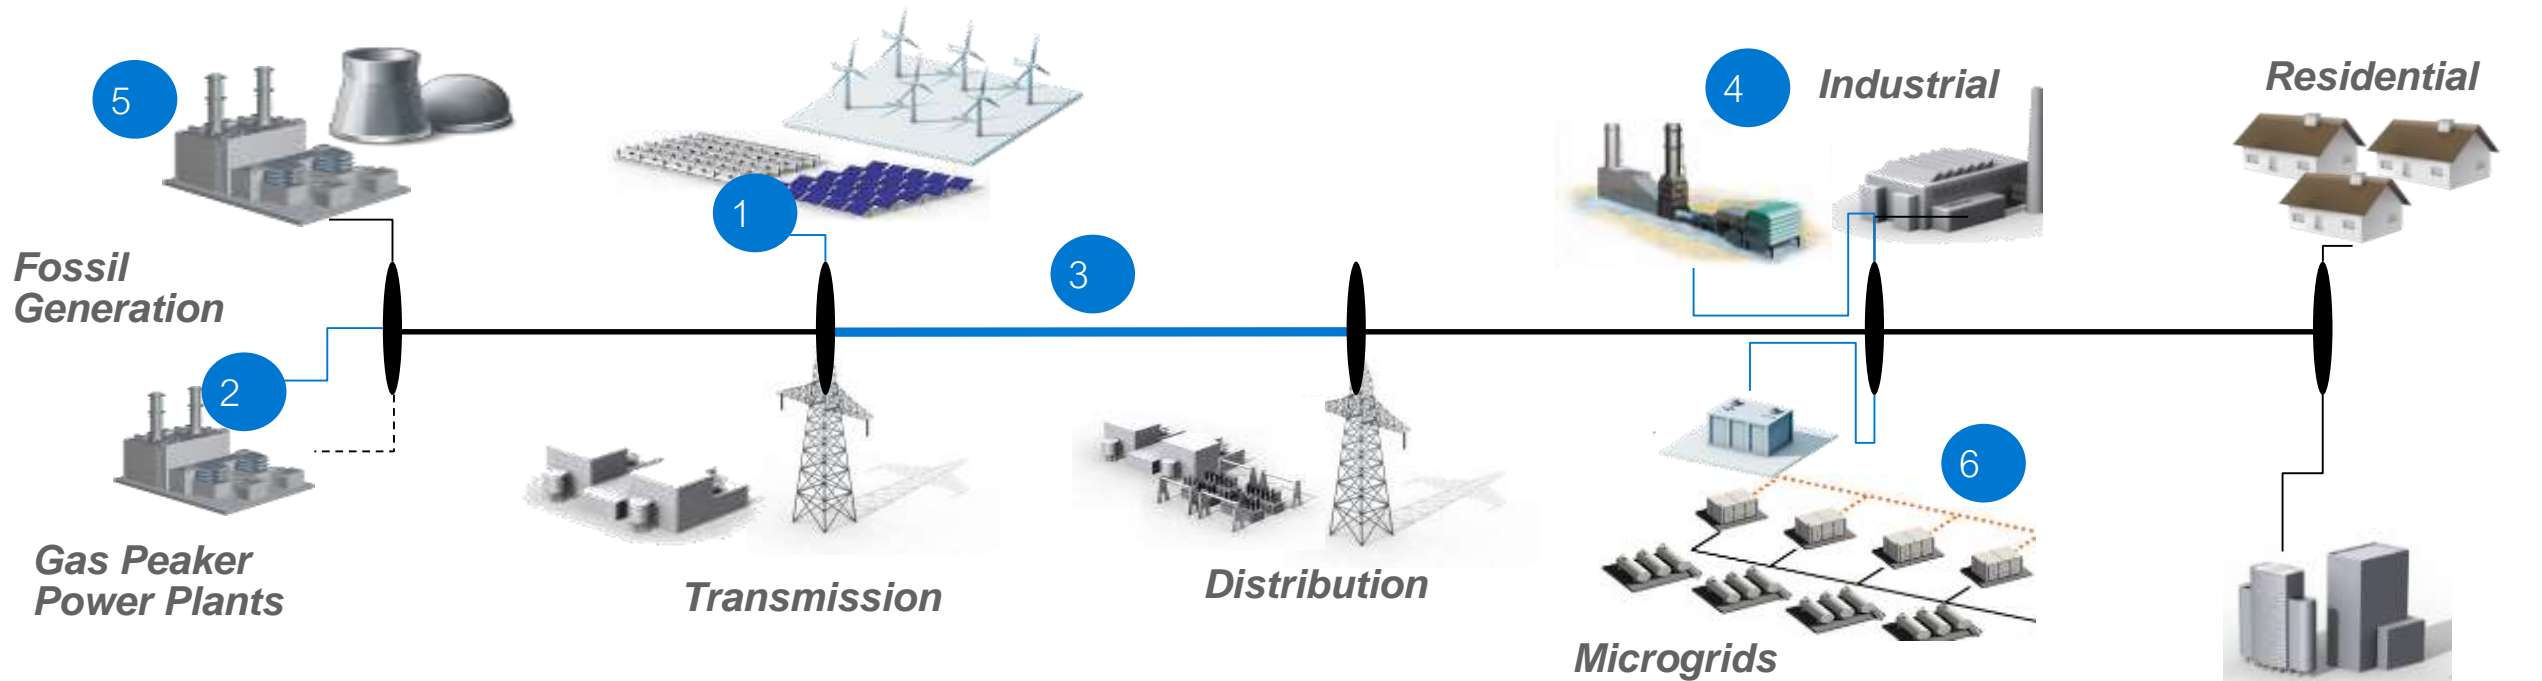 5
Fossil
Generation
2
Gas Peaker
Power Plants
1
Transmission
3
Distribution
4
Industrial
6
Microgrids
Residential